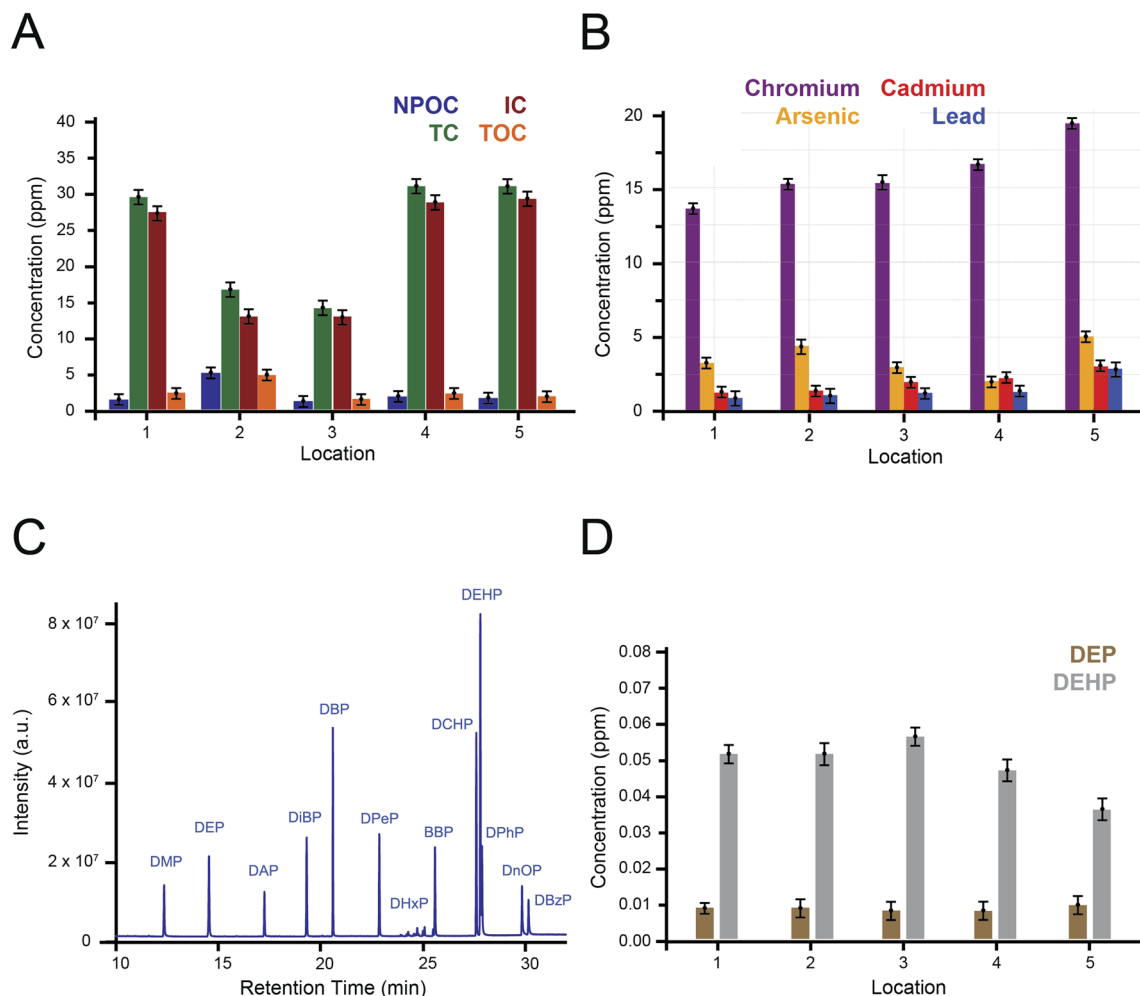 A
NPOC IC
TC TOC
Concentration (ppm)
40
35
30
25
20
15
10
5
0
1 2 3 4 5
Location
B
Chromium Cadmium
Arsenic Lead
Concentration (ppm)
20
15
10
5
0
1 2 3 4 5
Location
C
Intensity (a.u.)
8 x 10⁷
6 x 10⁷
4 x 10⁷
2 x 10⁷
0
DEHP
DBP
DCHP
DiBP
DPeP
DEP
BBP
DPhP
DMP
DAP
DnOP
DHxP
DBzP
10 15 20 25 30
Retention Time (min)
D
DEP
DEHP
Concentration (ppm)
0.08
0.07
0.06
0.05
0.04
0.03
0.02
0.01
0.00
1 2 3 4 5
Location